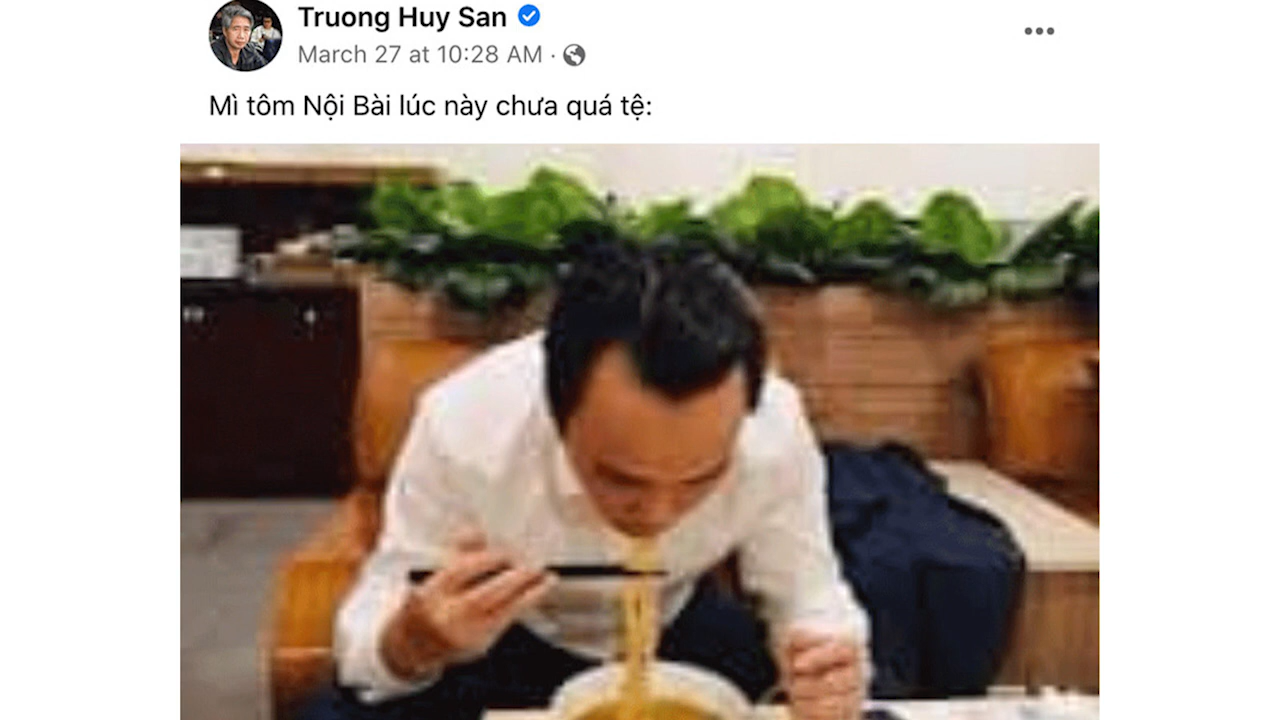 Truong Huy San
March 27 at 10:28 AM ·
Mì tôm Nội Bài lúc này chưa quá tệ: